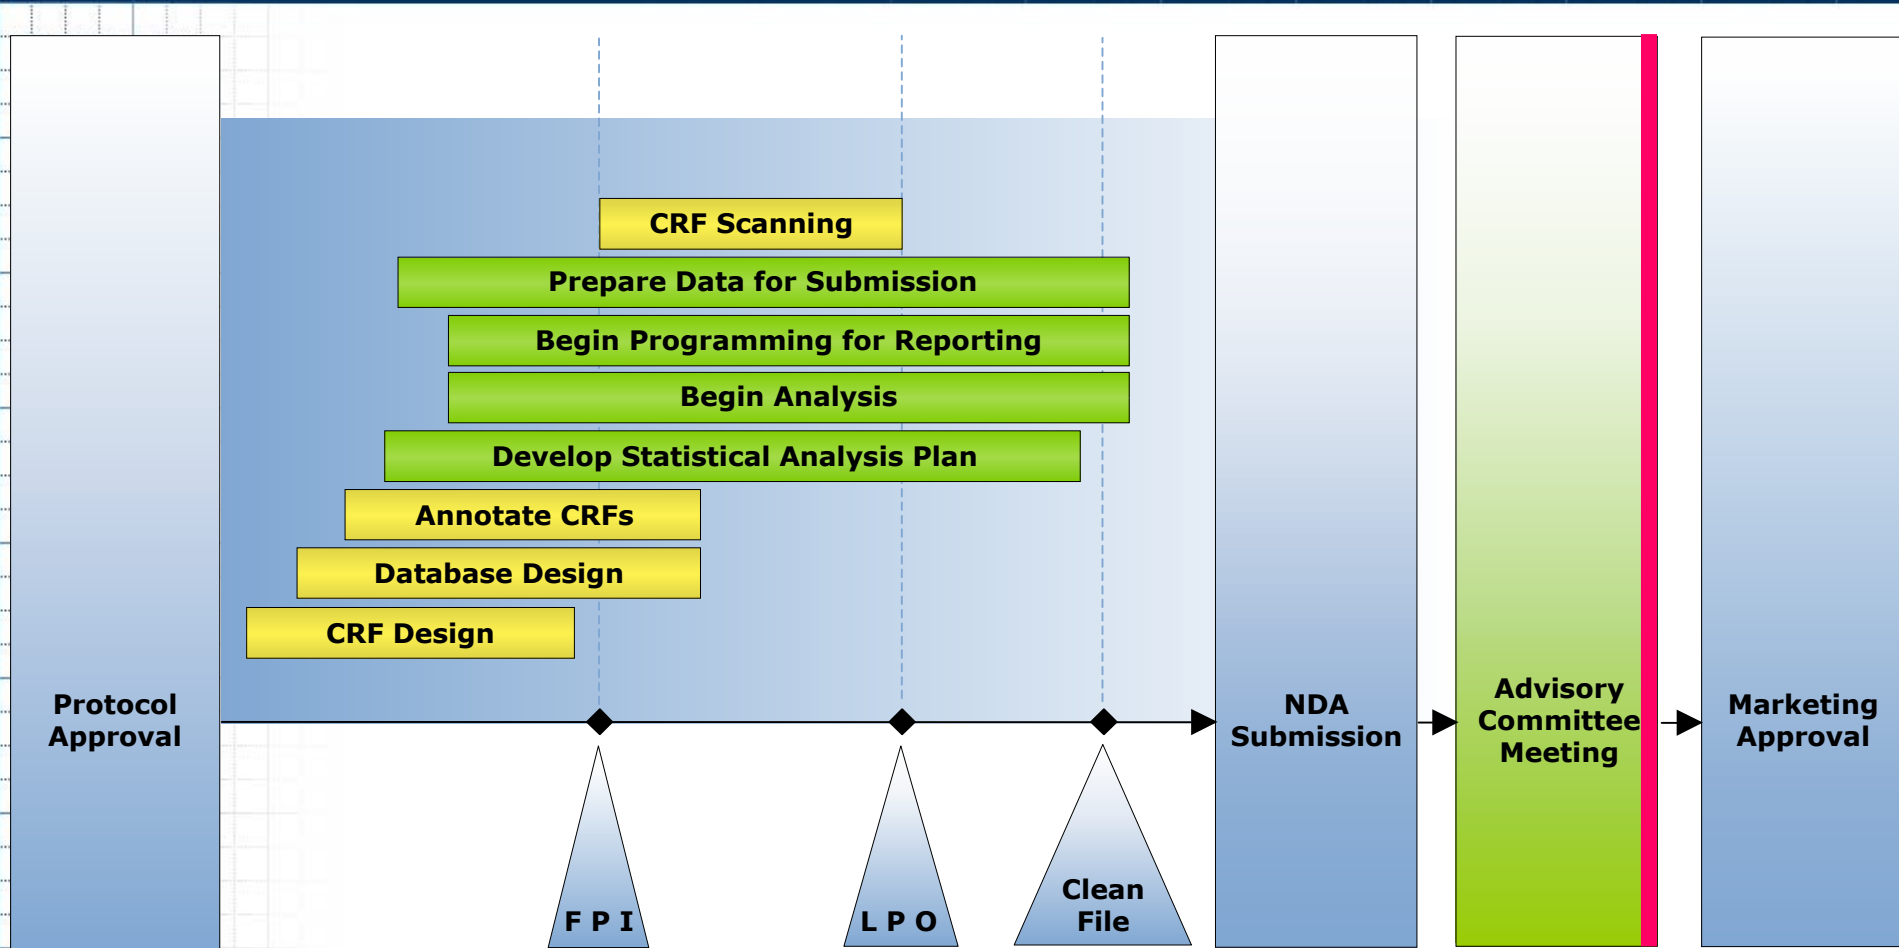 CRF Scanning
Prepare Data for Submission
Begin Programming for Reporting
Begin Analysis
Develop Statistical Analysis Plan
Annotate CRFs
Database Design
CRF Design
Protocol
Approval
NDA
Submission
Advisory
Committee
Meeting
Marketing
Approval
F P I
L P O
Clean
File